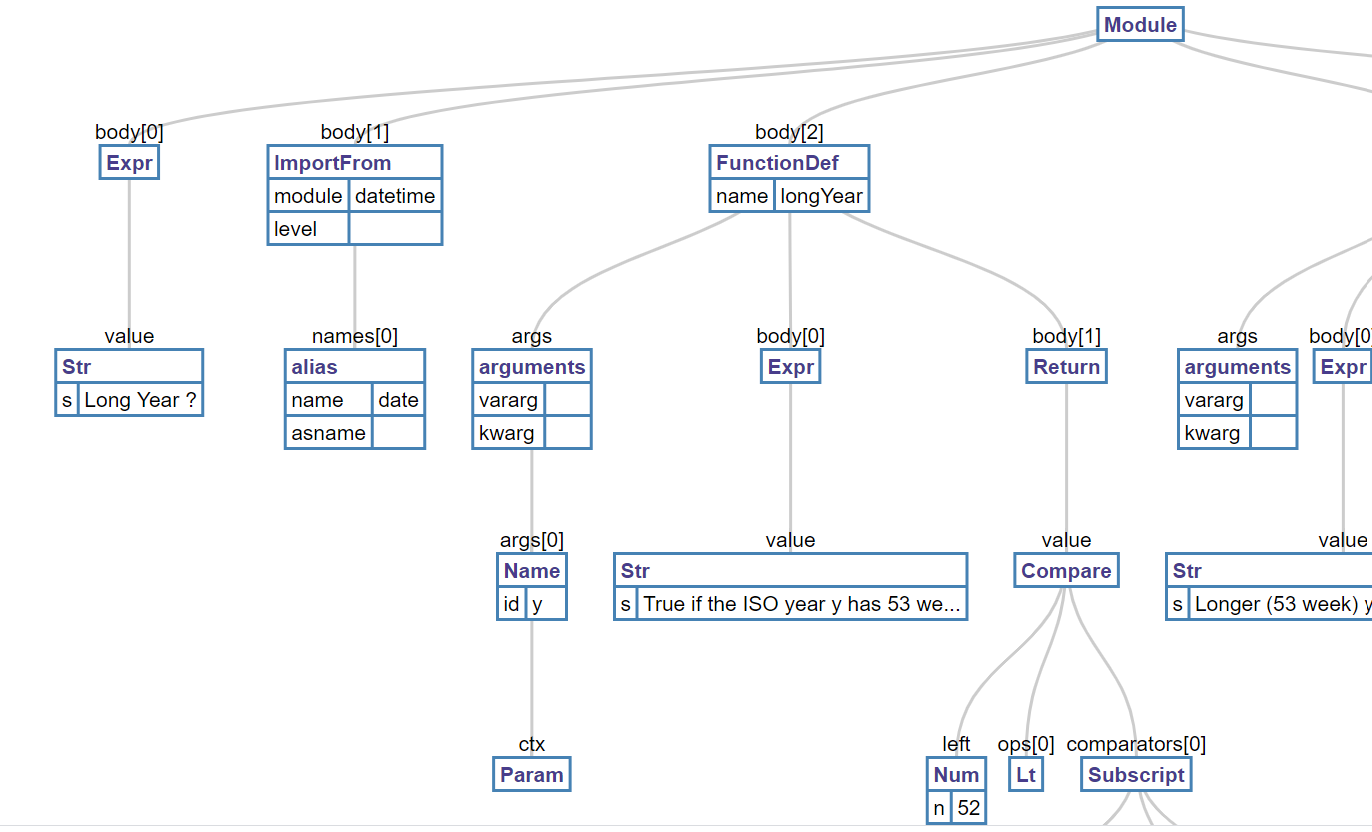 Module
body[0]
body[1]
body[2]
Expr
ImportFrom
module datetime
level
FunctionDef
name longYear
value
names[0]
args
body[0]
body[1]
args
body[0
Str
s Long Year ?
alias
name date
asname
arguments
vararg
kwarg
Expr
Return
arguments
vararg
kwarg
Expr
args[0]
value
value
value
Name
id y
Str
s True if the ISO year y has 53 we...
Compare
Str
s Longer (53 week) y
ctx
left
ops[0]
comparators[0]
Param
Num
n 52
Lt
Subscript